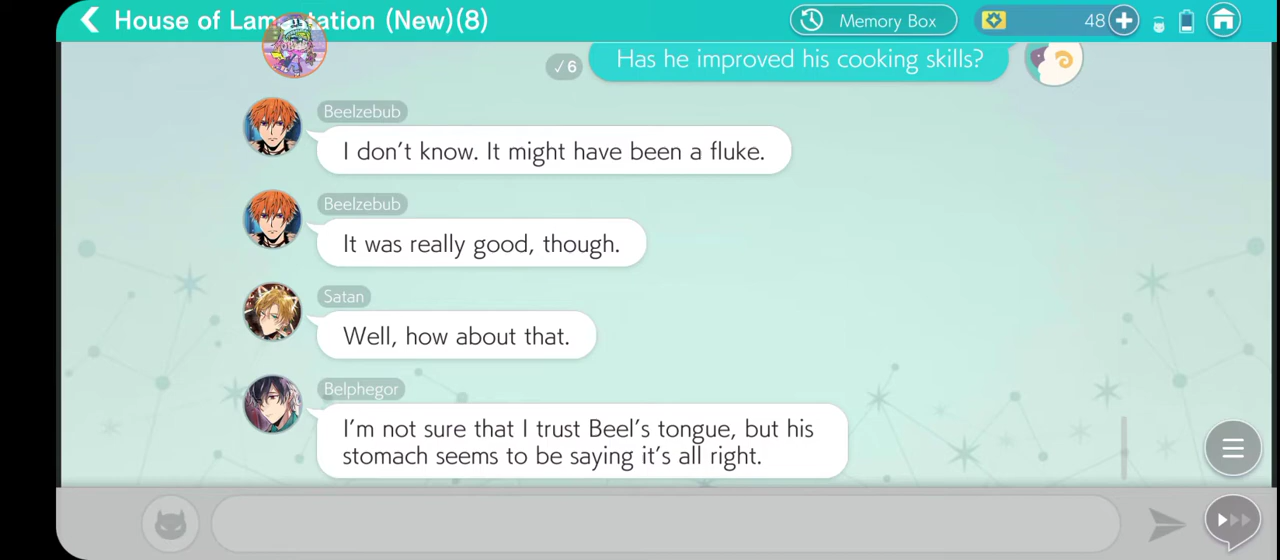 House of Lamentation (New)(8)
Memory Box
48
✓6
Has he improved his cooking skills?
Beelzebub
I don't know. It might have been a fluke.
Beelzebub
It was really good, though.
Satan
Well, how about that.
Belphegor
I'm not sure that I trust Beel's tongue, but his
stomach seems to be saying it's all right.